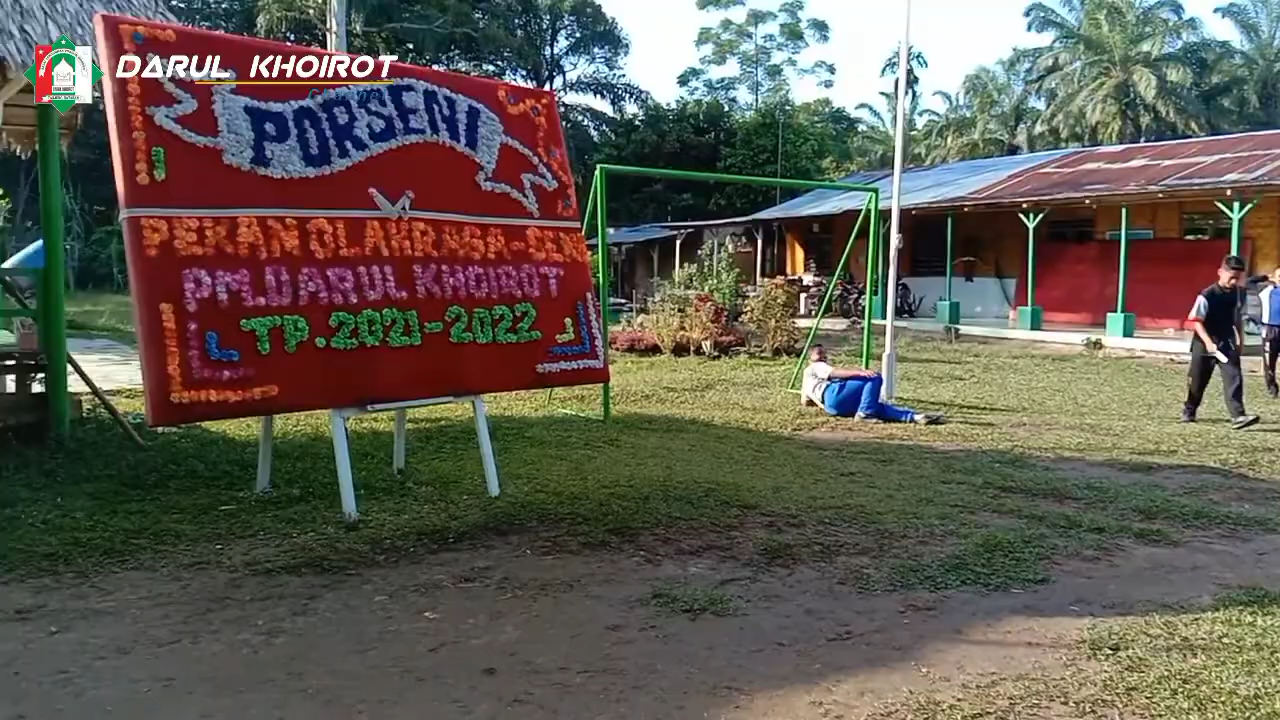 DARUL KHOIROT
PORSENI
PEKAN OLAHRAGA-SENI
PM.DARUL KHOIROT
TP.2021-2022